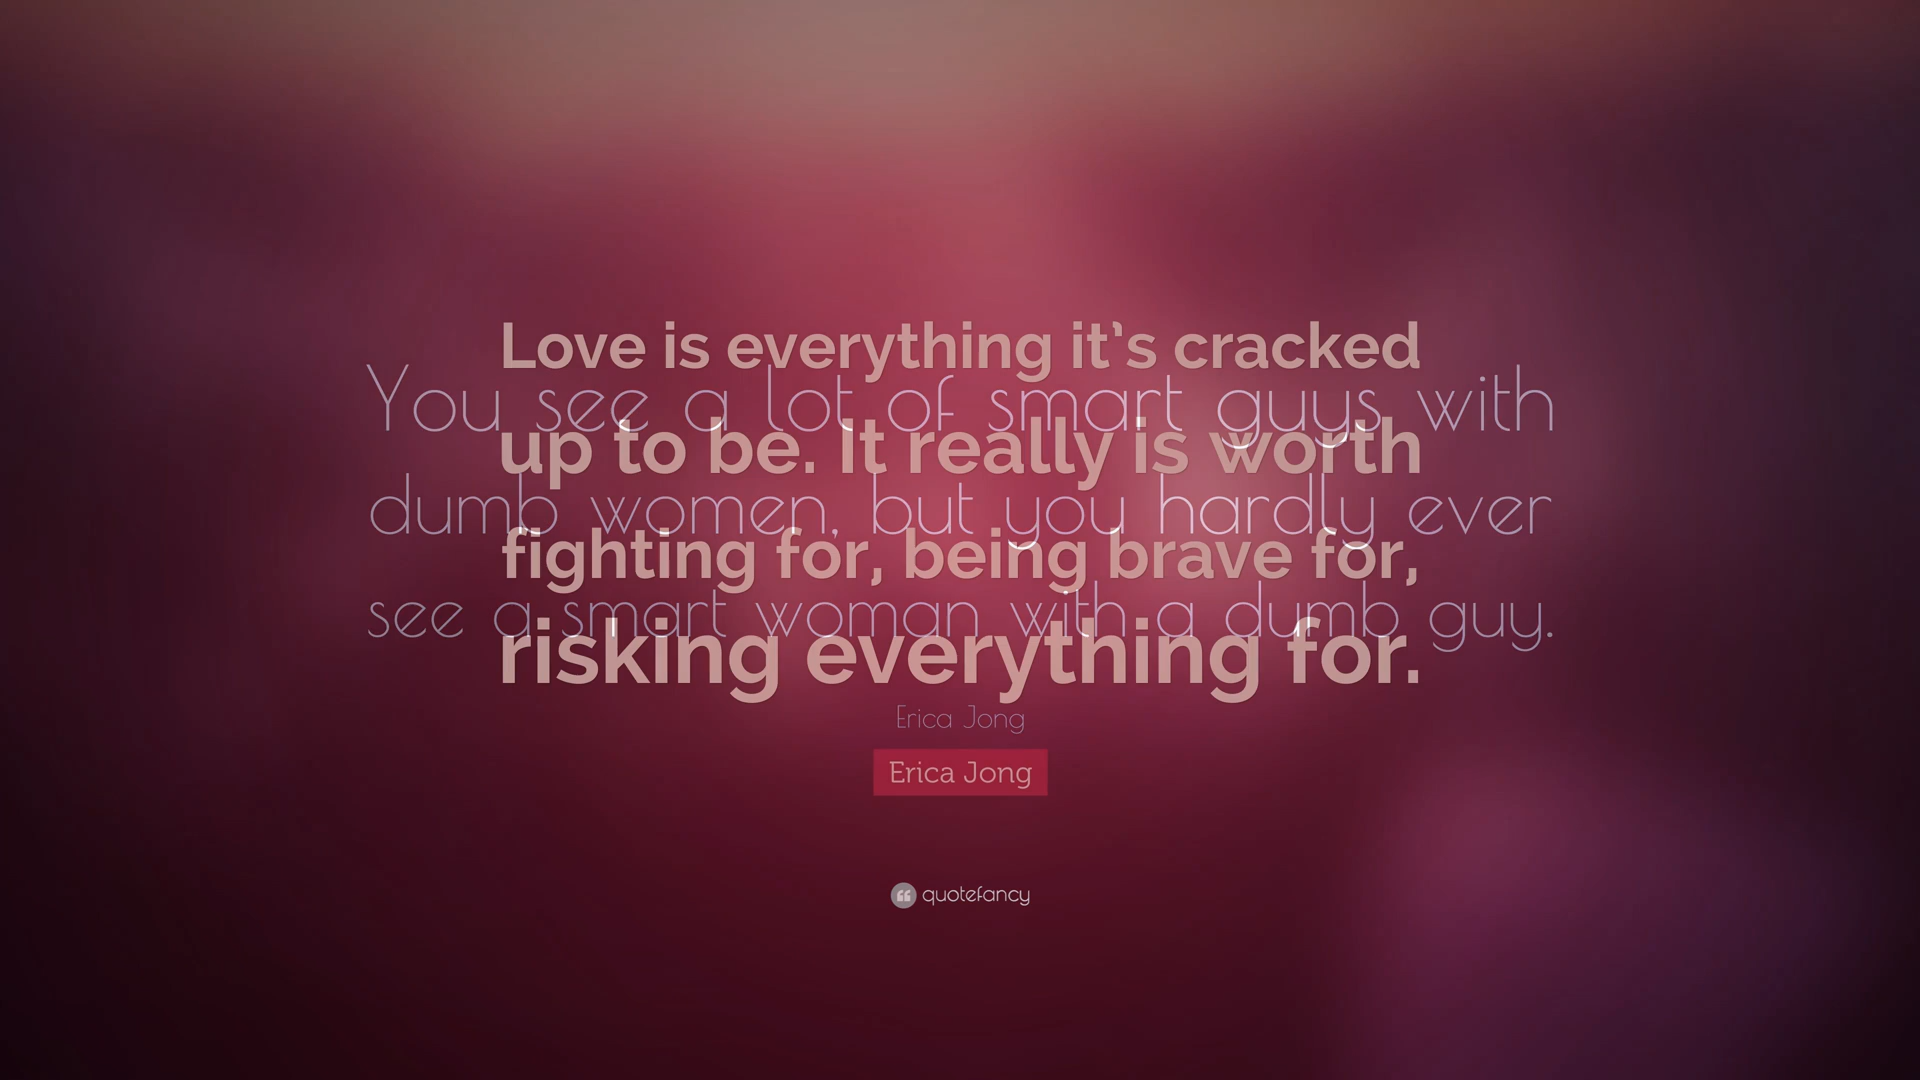 Love is everything it’s cracked
You see a lot of smart guys with
up to be. It really is worth
dumb women, but you hardly ever
fighting for, being brave for,
see a smart woman with a dumb guy.
risking everything for.
Erica Jong
Erica Jong
quotefancy